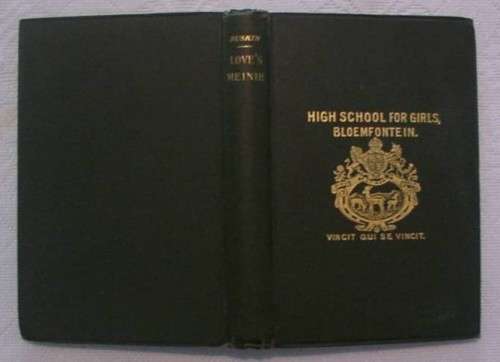 RUSKIN
LOVE'S
MEINIE
HIGH SCHOOL FOR GIRLS,
BLOEMFONTEIN.
VINCIT QUI SE VINCIT.